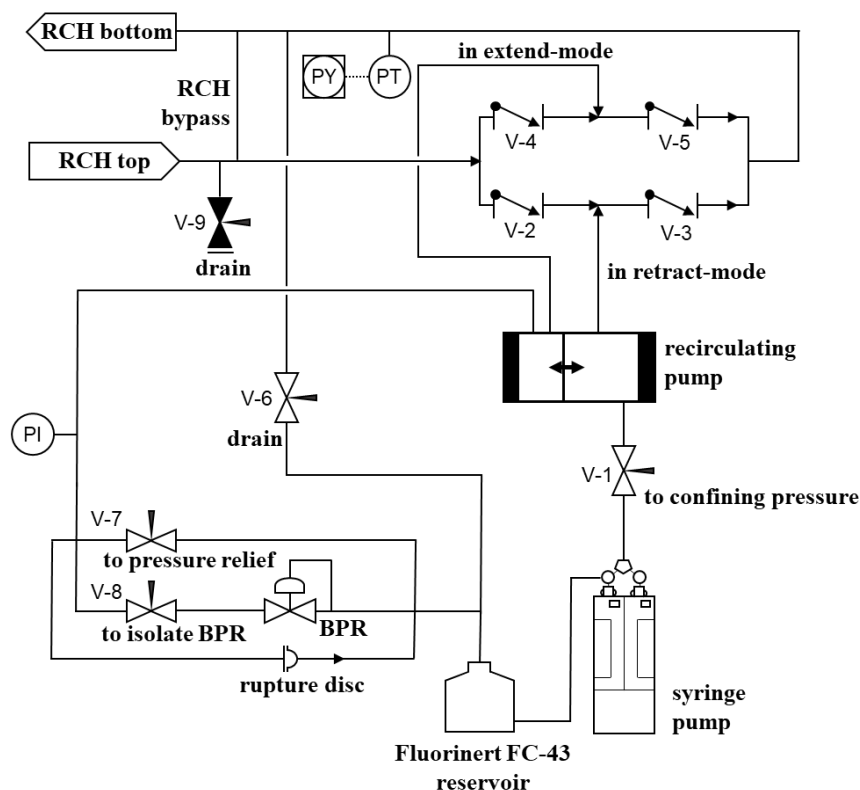 RCH bottom
in extend-mode
PY
PT
RCH
bypass
V-4
V-5
RCH top
V-9
drain
V-2
V-3
in retract-mode
recirculating
pump
V-6
drain
PI
V-1
to confining pressure
V-7
to pressure relief
V-8
to isolate BPR
BPR
rupture disc
syringe
pump
Fluorinert FC-43
reservoir